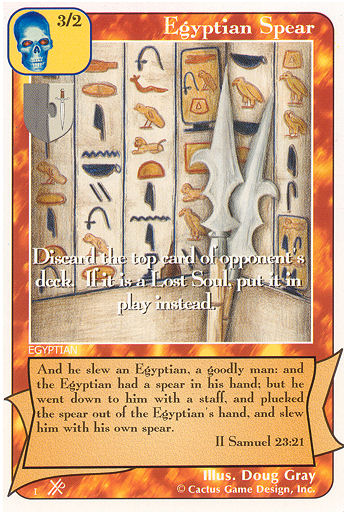 3/2
Egyptian Spear
Discard the top card of opponent's
deck. If it is a Lost Soul, put it in
play instead.
EGYPTIAN
And he slew an Egyptian, a goodly man: and
the Egyptian had a spear in his hand; but he
went down to him with a staff, and plucked
the spear out of the Egyptian's hand, and slew
him with his own spear.
II Samuel 23:21
L
Illus. Doug Gray
© Cactus Game Design, Inc.